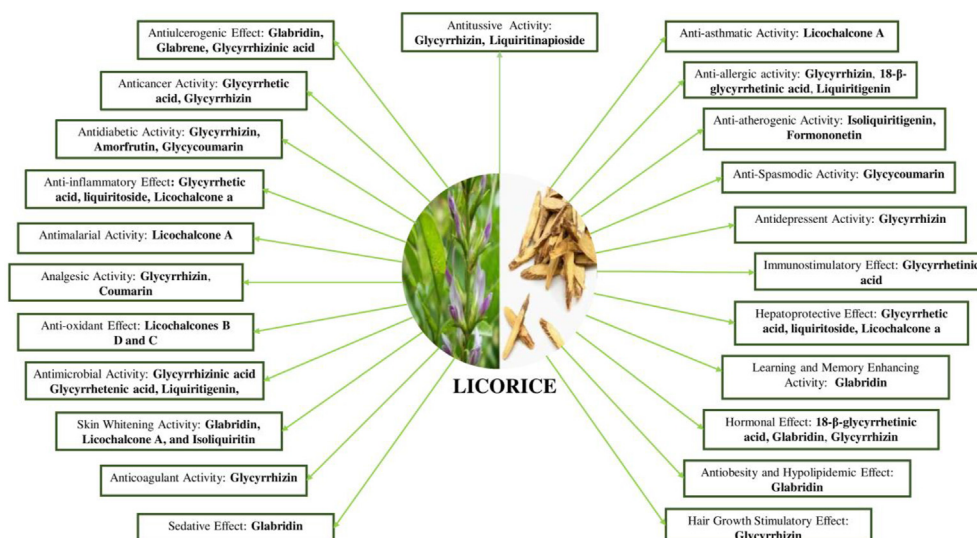 Antitussive Activity:
Glycyrrhizin, Liquiritinapioside
Antiulcerogenic Effect: Glabridin,
Glabrene, Glycyrrhizinic acid
Anticancer Activity: Glycyrrhetic
acid, Glycyrrhizin
Antidiabetic Activity: Glycyrrhizin,
Amorfrutin, Glycycoumarin
Anti-inflammatory Effect: Glycyrrhetic
acid, liquiritoside, Licochalcone a
Antimalarial Activity: Licochalcone A
Analgesic Activity: Glycyrrhizin,
Coumarin
Anti-oxidant Effect: Licochalcones B
D and C
Antimicrobial Activity: Glycyrrhizinic acid
Glycyrrhetenic acid, Liquiritigenin,
Skin Whitening Activity: Glabridin,
Licochalcone A, and Isoliquiritin
Anticoagulant Activity: Glycyrrhizin
Sedative Effect: Glabridin
LICORICE
Anti-asthmatic Activity: Licochalcone A
Anti-allergic activity: Glycyrrhizin, 18-β-
glycyrrhetinic acid, Liquiritigenin
Anti-atherogenic Activity: Isoliquiritigenin,
Formononetin
Anti-Spasmodic Activity: Glycycoumarin
Antidepressent Activity: Glycyrrhizin
Immunostimulatory Effect: Glycyrrhetinic
acid
Hepatoprotective Effect: Glycyrrhetic
acid, liquiritoside, Licochalcone a
Learning and Memory Enhancing
Activity: Glabridin
Hormonal Effect: 18-β-glycyrrhetinic
acid, Glabridin, Glycyrrhizin
Antiobesity and Hypolipidemic Effect:
Glabridin
Hair Growth Stimulatory Effect:
Glycyrrhizin